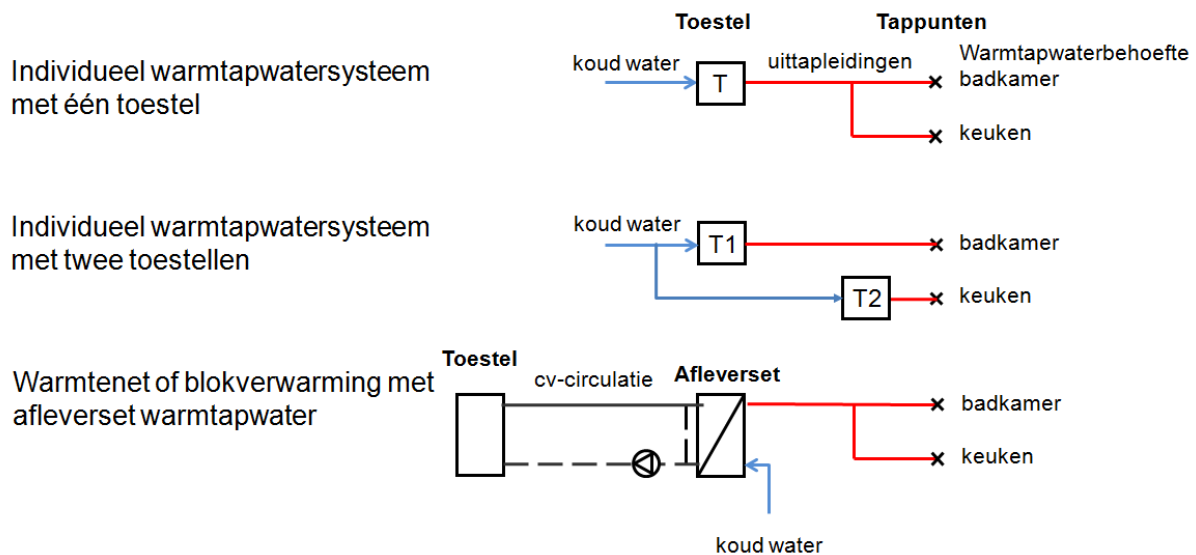 Toestel
Tappunten
Individueel warmtapwatersysteem
met één toestel
koud water
T
uittapleidingen
Warmtapwaterbehoefte
badkamer
keuken
Individueel warmtapwatersysteem
met twee toestellen
koud water
T1
badkamer
T2
keuken
Warmtenet of blokverwarming met
afleverset warmtapwater
Toestel
cv-circulatie
Afleverset
badkamer
keuken
koud water